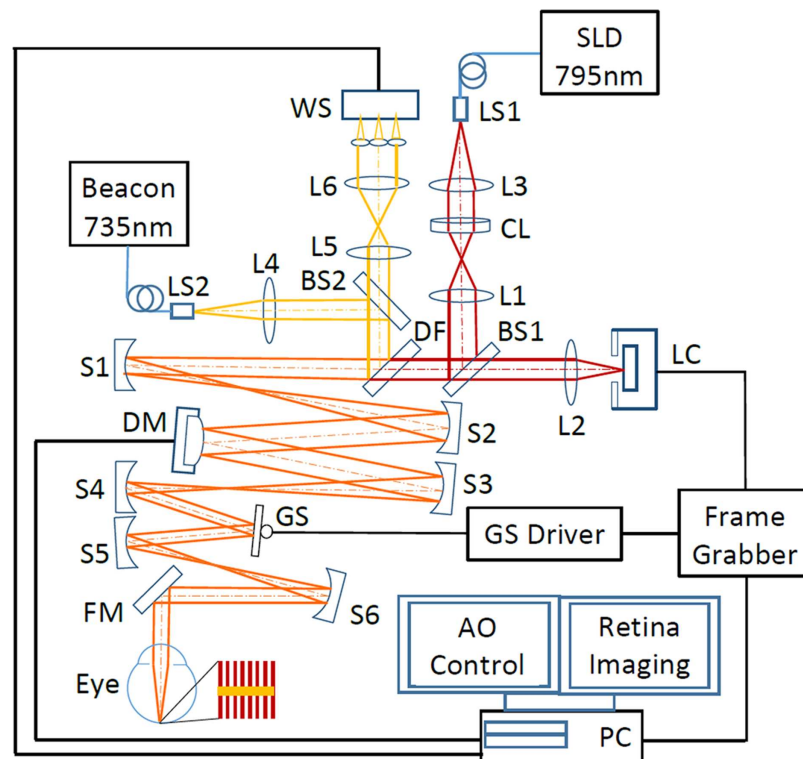 SLD
795nm
WS
LS1
L6
L3
Beacon
735nm
CL
L5
L4
BS2
L1
LS2
DF
BS1
S1
LC
L2
DM
S2
S3
S4
GS
GS Driver
Frame
Grabber
S5
FM
S6
AO
Control
Retina
Imaging
Eye
PC